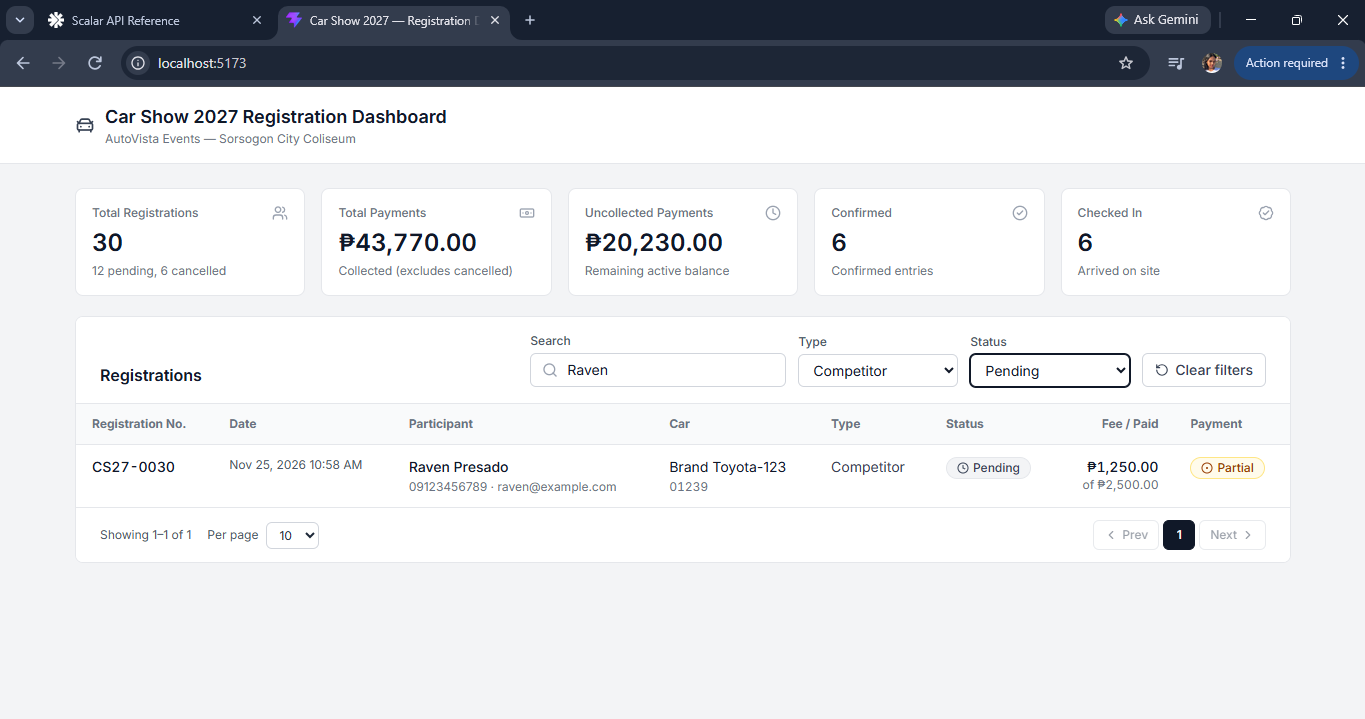 Scalar API Reference
Car Show 2027 — Registration
Ask Gemini
localhost:5173
Action required
Car Show 2027 Registration Dashboard
AutoVista Events — Sorsogon City Coliseum
Total Registrations
30
12 pending, 6 cancelled
Total Payments
₱43,770.00
Collected (excludes cancelled)
Uncollected Payments
₱20,230.00
Remaining active balance
Confirmed
6
Confirmed entries
Checked In
6
Arrived on site
Registrations
Search
Raven
Type
Competitor
Status
Pending
Clear filters
Registration No. Date Participant Car Type Status Fee / Paid Payment
CS27-0030 Nov 25, 2026 10:58 AM Raven Presado Brand Toyota-123 Competitor Pending ₱1,250.00 Partial
09123456789 · raven@example.com 01239 of ₱2,500.00
Showing 1–1 of 1 Per page 10 Prev 1 Next